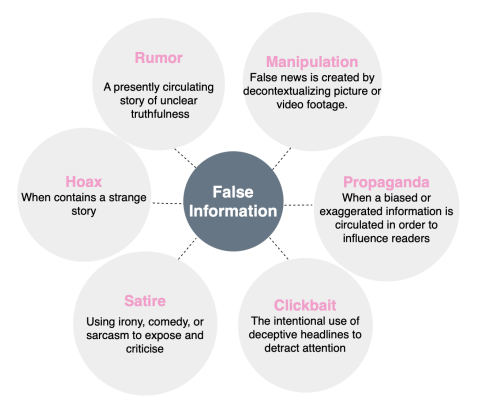 Rumor
A presently circulating
story of unclear
truthfulness
Manipulation
False news is created by
decontextualizing picture or
video footage.
Hoax
When contains a strange
story
False
Information
Propaganda
When a biased or
exaggerated information is
circulated in order to
influence readers
Satire
Using irony, comedy, or
sarcasm to expose and
criticise
Clickbait
The intentional use of
deceptive headlines to
detract attention